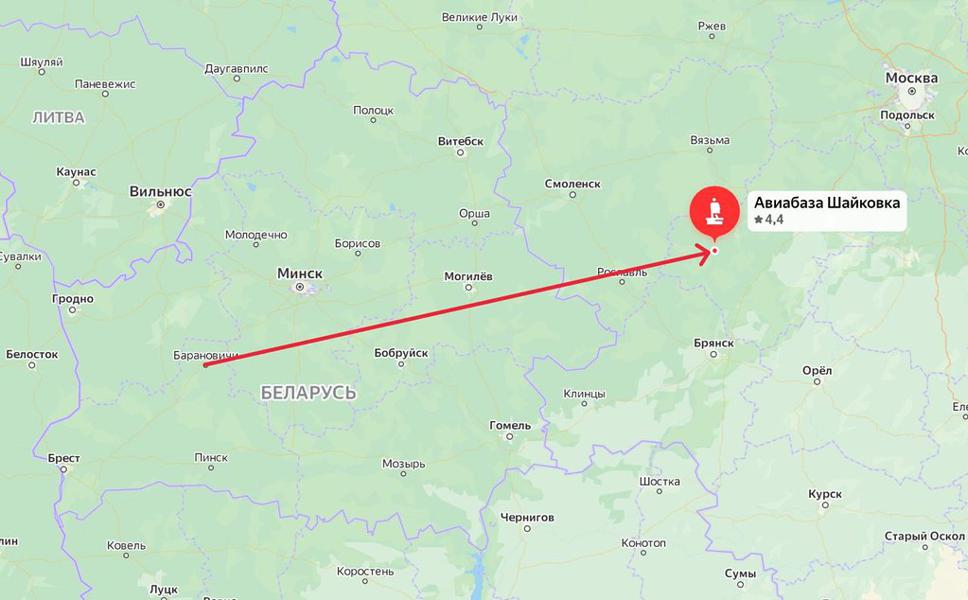 Великие Луки
Ржев
Шяуляй
Даугавпилс
Москва
Паневежис
Полоцк
ЛИТВА
Подольск
Витебск
Вязьма
Каунас
Смоленск
Вильнюс
Авиабаза Шайковка
4,4
Орша
Молодечно
Борисов
Сувалки
Минск
Могилёв
Рославль
Гродно
Брянск
Белосток
Барановичи
Бобруйск
Орёл
БЕЛАРУСЬ
Клинцы
Гомель
Брест
Пинск
Мозырь
Шостка
Курск
Чернигов
Старый Оскол
Ковель
Конотоп
Коростень
Сумы
Луцк